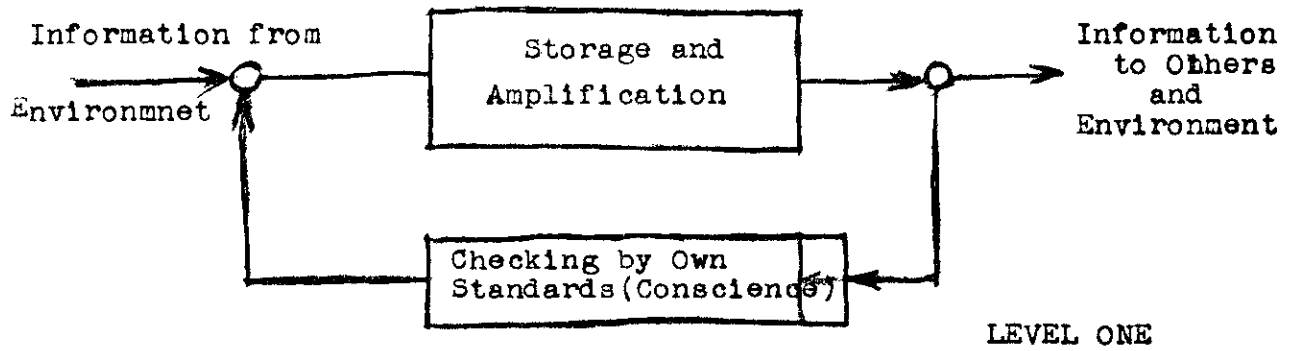 Information from
Environmnet
Storage and
Amplification
Information
to Others
and
Environment
Checking by Own
Standards(Conscience)
LEVEL ONE